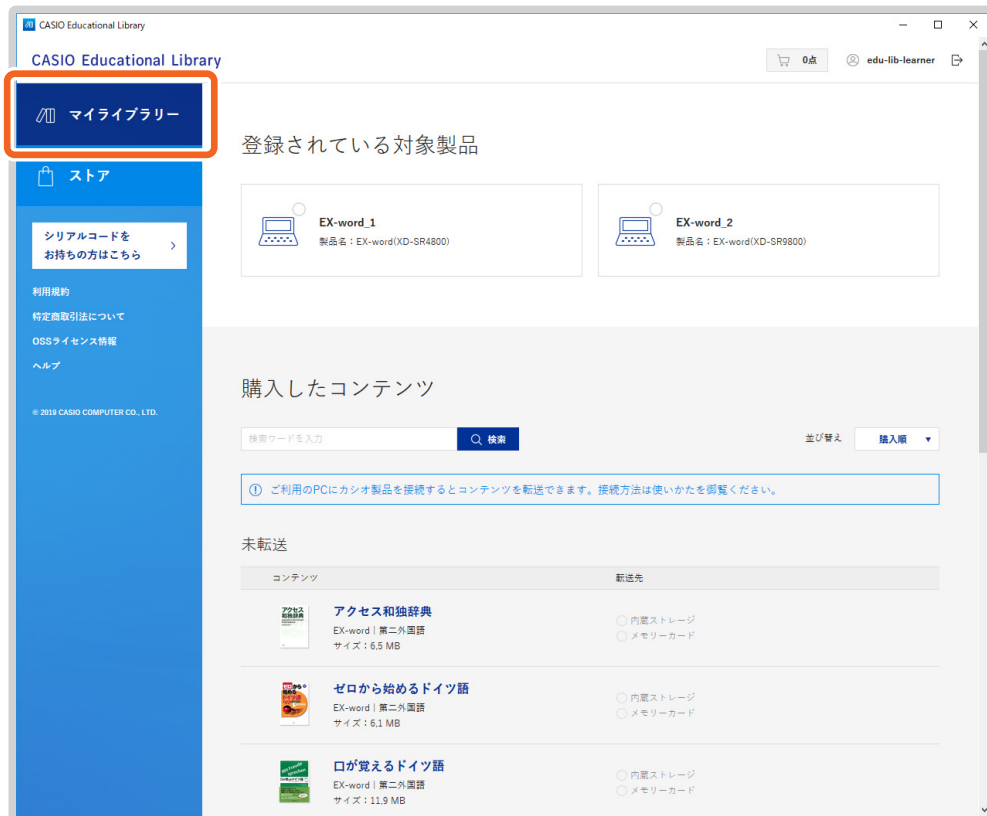 CASIO Educational Library
CASIO Educational Library
0点
edu-lib-learner
マイライブラリー
ストア
シリアルコードを
お持ちの方はこちら
利用規約
特定商取引法について
OSSライセンス情報
ヘルプ
© 2019 CASIO COMPUTER CO., LTD.
登録されている対象製品
EX-word_1
製品名：EX-word(XD-SR4800)
EX-word_2
製品名：EX-word(XD-SR9800)
購入したコンテンツ
検索ワードを入力
検索
並び替え
購入順
ご利用のPCにカシオ製品を接続するとコンテンツを転送できます。接続方法は使いかたを御覧ください。
未転送
コンテンツ
転送先
アクセス和独辞典
EX-word｜第二外国語
サイズ：6.5 MB
内蔵ストレージ
メモリーカード
ゼロから始めるドイツ語
EX-word｜第二外国語
サイズ：6.1 MB
内蔵ストレージ
メモリーカード
口が覚えるドイツ語
EX-word｜第二外国語
サイズ：11.9 MB
内蔵ストレージ
メモリーカード